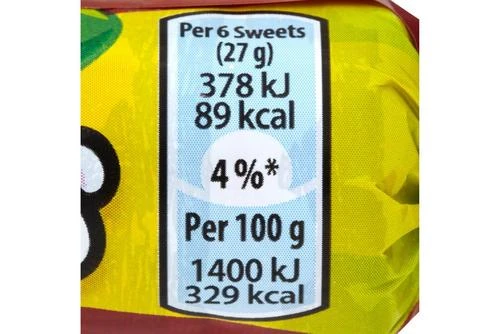 Per 6 Sweets
(27 g)
378 kJ
89 kcal
4%*
Per 100 g
1400 kJ
329 kcal